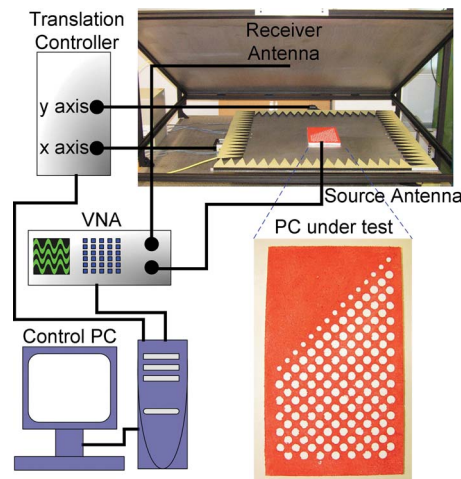 Translation
Controller
Receiver
Antenna
y axis
x axis
Source Antenna
VNA
PC under test
Control PC